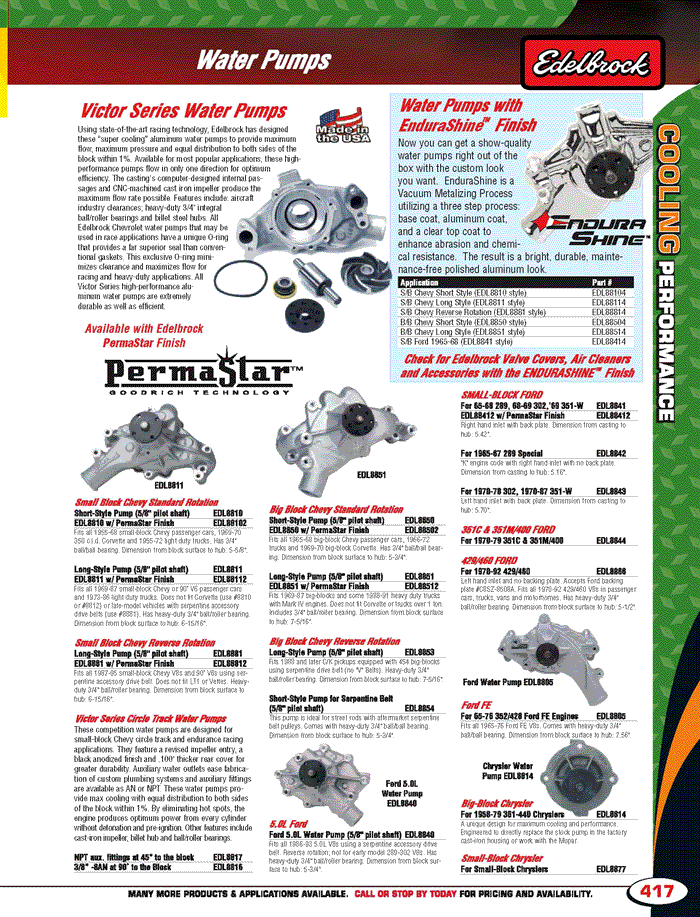 Water Pumps
Edelbrock
COOLING PERFORMANCE
Victor Series Water Pumps
Using state-of-the-art racing technology, Edelbrock has designed
these "super cooling" aluminum water pumps to provide maximum
flow, maximum pressure and equal distribution to both sides of the
block within 1%. Available for most popular applications, these high-
performance pumps flow in only one direction for optimum
efficiency. The casting's computer-designed internal pas-
sages and CNC-machined cast iron impeller produce the
maximum flow rate possible. Features include: aircraft
industry clearances; heavy-duty 3/4" integral
ball/roller bearings and billet steel hubs. All
Edelbrock Chevrolet water pumps that may be
used in race applications have a unique O-ring
that provides a far superior seal than conven-
tional gaskets. This exclusive O-ring mini-
mizes clearance and maximizes flow for
racing and heavy-duty applications. All
Victor Series high-performance alu-
minum water pumps are extremely
durable as well as efficient.
Made in
the USA
Available with Edelbrock
PermaStar Finish
PermaStar™
GOODRICH TECHNOLOGY
Water Pumps with
EnduraShine™ Finish
Now you can get a show-quality
water pumps right out of the
box with the custom look
you want. EnduraShine is a
Vacuum Metalizing Process
utilizing a three step process:
base coat, aluminum coat,
and a clear top coat to
enhance abrasion and chemi-
cal resistance. The result is a bright, durable, mainte-
nance-free polished aluminum look.
ENDURA
SHINE™
Application Part #
S/B Chevy Short Style (EDL8810 style) EDL88104
S/B Chevy Long Style (EDL8811 style) EDL88114
S/B Chevy Reverse Rotation (EDL8881 style) EDL88814
B/B Chevy Short Style (EDL8850 style) EDL88504
B/B Chevy Long Style (EDL8851 style) EDL88514
S/B Ford 1965-68 (EDL8841 style) EDL88414
Check for Edelbrock Valve Covers, Air Cleaners
and Accessories with the ENDURASHINE™ Finish
EDL8811
Small Block Chevy Standard Rotation
Short-Style Pump (5/8" pilot shaft) EDL8810
EDL8810 w/ PermaStar Finish EDL88102
Fits all 1955-68 small-block Chevy passenger cars, 1969-70
350 c.i.d. Corvette and 1955-72 light duty trucks. Has 3/4"
ball/ball bearing. Dimension from block surface to hub: 5-5/8".
Long-Style Pump (5/8" pilot shaft) EDL8811
EDL8811 w/ PermaStar Finish EDL88112
Fits all 1969-87 small-block Chevy or 90° V6 passenger cars
and 1973-86 light duty trucks. Does not fit Corvette (use #8810
or #8812) or late-model vehicles with serpentine accessory
drive belts (use #8881). Has heavy-duty 3/4" ball/roller bearing.
Dimension from block surface to hub: 6-15/16".
Small Block Chevy Reverse Rotation
Long-Style Pump (5/8" pilot shaft) EDL8881
EDL8881 w/ PermaStar Finish EDL88812
Fits all 1987-95 small-block Chevy V8s and 90° V6s using ser-
pentine accessory drive belt. Does not fit LT1 or Vortec. Heavy-
duty 3/4" ball/roller bearing. Dimension from block surface to
hub: 6-15/16".
Victor Series Circle Track Water Pumps
These competition water pumps are designed for
small-block Chevy circle track and endurance racing
applications. They feature a revised impeller entry, a
black anodized finish and .100" thicker rear cover for
greater durability. Auxiliary water outlets ease fabrica-
tion of custom plumbing systems and auxiliary fittings
are available as AN or NPT. These water pumps pro-
vide max cooling with equal distribution to both sides
of the block within 1%. By eliminating hot spots, the
engine produces optimum power from every cylinder
without detonation and pre-ignition. Other features include
cast-iron impeller, billet hub and ball/roller bearings.
NPT aux. fittings at 45° to the block EDL8817
3/8" -8AN at 90° to the Block EDL8816
EDL8851
Big Block Chevy Standard Rotation
Short-Style Pump (5/8" pilot shaft) EDL8850
EDL8850 w/ PermaStar Finish EDL88502
Fits all 1965-68 big-block Chevy passenger cars, 1966-72
trucks and 1969-70 big-block Corvette. Has 3/4" ball/ball bear-
ing. Dimension from block surface to hub: 5-3/4".
Long-Style Pump (5/8" pilot shaft) EDL8851
EDL8851 w/ PermaStar Finish EDL88512
Fits 1969-87 big-blocks and some 1988-91 heavy duty trucks
with Mark IV engines. Does not fit Corvette or trucks over 1 ton.
Includes 3/4" ball/roller bearing. Dimension from block surface
to hub: 7-5/16".
Big Block Chevy Reverse Rotation
Long-Style Pump (5/8" pilot shaft) EDL8853
Fits 1988 and later C/K pickups equipped with 454 big-blocks
using serpentine drive belt (no "V" Belts). Heavy-duty 3/4"
ball/roller bearing. Dimension from block surface to hub: 7-5/16"
Short-Style Pump for Serpentine Belt
(5/8" pilot shaft) EDL8854
This pump is ideal for street rods with aftermarket serpentine
belt pulleys. Comes with heavy-duty 3/4" ball/ball bearing.
Dimension from block surface to hub: 5-3/4".
Ford 5.0L
Water Pump
EDL8840
5.0L Ford
Ford 5.0L Water Pump (5/8" pilot shaft) EDL8840
Fits all 1986-93 5.0L V8s using a serpentine accessory drive
belt. Reverse rotation; not for early model 289-302 V8s. Has
heavy-duty 3/4" ball/roller bearing. Dimension from block sur-
face to hub: 5-3/4".
SMALL-BLOCK FORD
For 65-68 289, 68-69 302,'69 351-W EDL8841
EDL88412 w/ PermaStar Finish EDL88412
Right hand inlet with back plate. Dimension from casting to
hub: 5.42".
For 1965-67 289 Special EDL8842
"K" engine code with right hand inlet with no back plate.
Dimension from casting to hub: 5.16".
For 1970-78 302, 1970-87 351-W EDL8843
Left hand inlet with back plate. Dimension from casting to
hub: 5.70".
351C & 351M/400 FORD
For 1970-79 351C & 351M/400 EDL8844
429/460 FORD
For 1970-92 429/460 EDL8866
Left hand inlet and no backing plate. Accepts Ford backing
plate #C8SZ-8508A. Fits all 1970-92 429/460 V8s in passenger
cars, trucks, vans and motorhomes. Has heavy-duty 3/4"
ball/roller bearing. Dimension from block surface to hub: 5-1/2".
Ford Water Pump EDL8805
Ford FE
For 65-76 352/428 Ford FE Engines EDL8805
Fits all 1965-76 Ford FE V8s. Comes with heavy-duty 3/4"
ball/ball bearing. Dimension from block surface to hub: 2.56".
Chrysler Water
Pump EDL8814
Big-Block Chrysler
For 1958-79 361-440 Chryslers EDL8814
A unique design for maximum cooling and performance.
Engineered to directly replace the stock pump in the factory
cast-iron housing or work with the Mopar.
Small-Block Chrysler
For Small-Block Chryslers EDL8877
MANY MORE PRODUCTS & APPLICATIONS AVAILABLE. CALL OR STOP BY TODAY FOR PRICING AND AVAILABILITY.
417